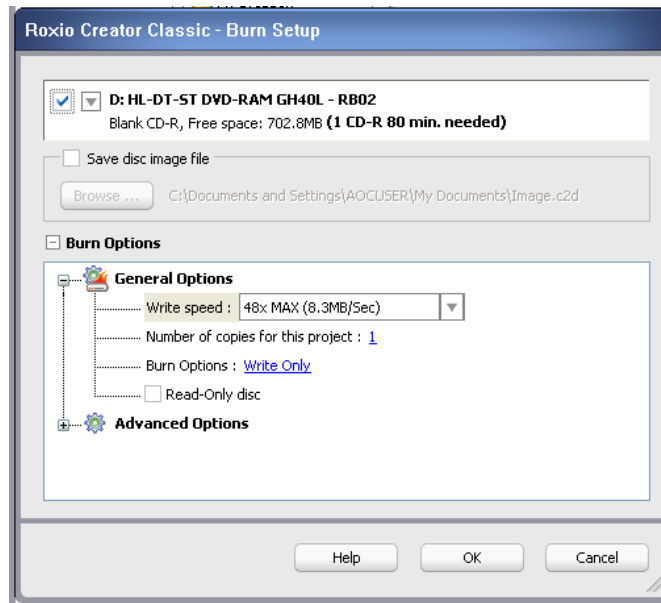 Roxio Creator Classic - Burn Setup
D: HL-DT-ST DVD-RAM GH40L - RB02
Blank CD-R, Free space: 702.8MB (1 CD-R 80 min. needed)
Save disc image file
Browse ... C:\Documents and Settings\AOCUSER\My Documents\Image.c2d
Burn Options
General Options
Write speed : 48x MAX (8.3MB/Sec)
Number of copies for this project : 1
Burn Options : Write Only
Read-Only disc
Advanced Options
Help OK Cancel